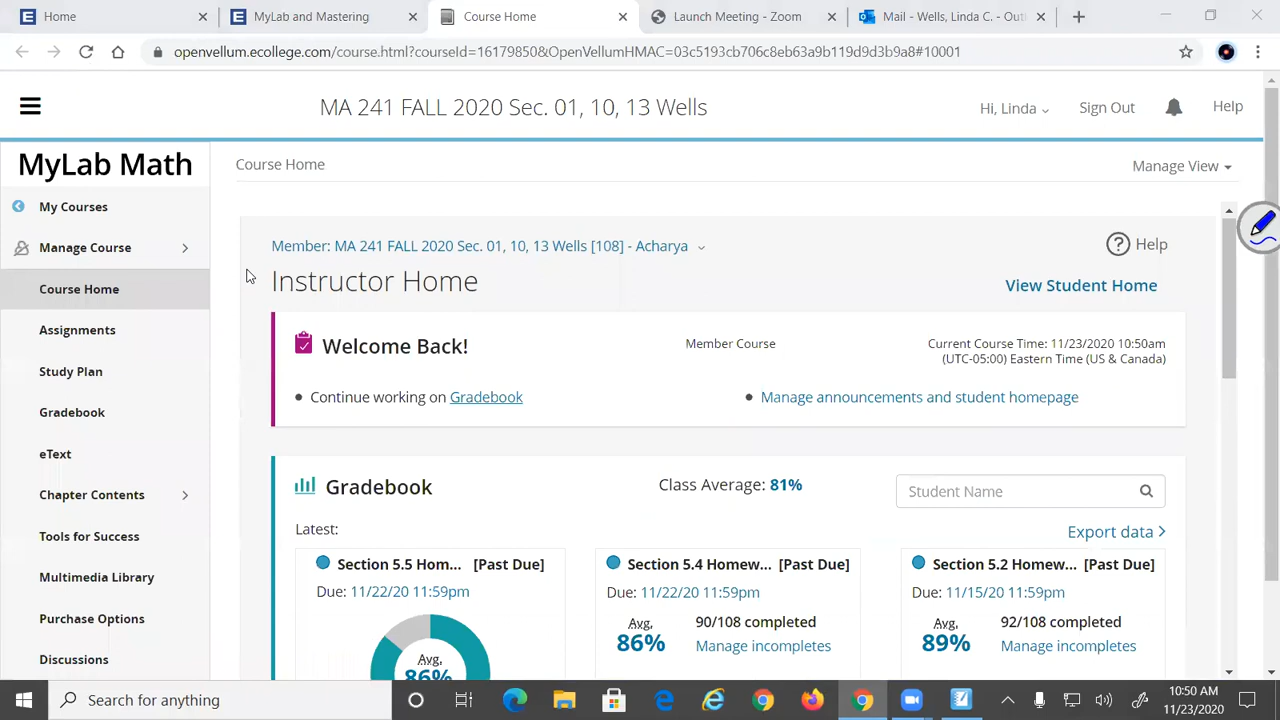 Home
MyLab and Mastering
Course Home
Launch Meeting - Zoom
Mail - Wells, Linda C. - Out
openvellum.ecollege.com/course.html?courseId=16179850&OpenVellumHMAC=03c5193cb706c8eb63a9b119d9d3b9a8#10001
MA 241 FALL 2020 Sec. 01, 10, 13 Wells
Hi, Linda
Sign Out
Help
MyLab Math
Course Home
Manage View
My Courses
Manage Course
Course Home
Assignments
Study Plan
Gradebook
eText
Chapter Contents
Tools for Success
Multimedia Library
Purchase Options
Discussions
Member: MA 241 FALL 2020 Sec. 01, 10, 13 Wells [108] - Acharya
Help
Instructor Home
View Student Home
Welcome Back!
Member Course
Current Course Time: 11/23/2020 10:50am
(UTC-05:00) Eastern Time (US & Canada)
Continue working on Gradebook
Manage announcements and student homepage
Gradebook
Class Average: 81%
Student Name
Latest:
Export data
Section 5.5 Hom... [Past Due]
Due: 11/22/20 11:59pm
Avg.
86%
Section 5.4 Homew... [Past Due]
Due: 11/22/20 11:59pm
Avg.
86%
90/108 completed
Manage incompletes
Section 5.2 Homew... [Past Due]
Due: 11/15/20 11:59pm
Avg.
89%
92/108 completed
Manage incompletes
Search for anything
10:50 AM
11/23/2020